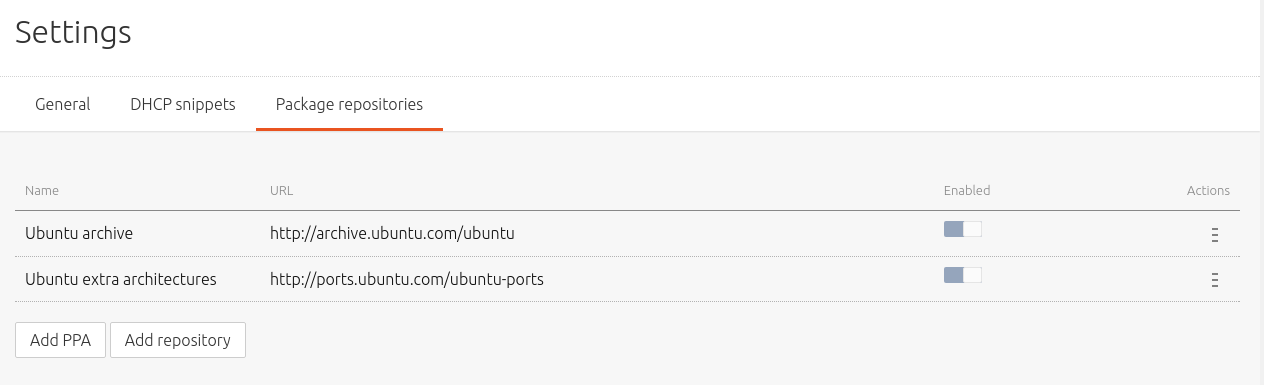 Settings
General DHCP snippets Package repositories
Name URL Enabled Actions
Ubuntu archive http://archive.ubuntu.com/ubuntu
Ubuntu extra architectures http://ports.ubuntu.com/ubuntu-ports
Add PPA Add repository